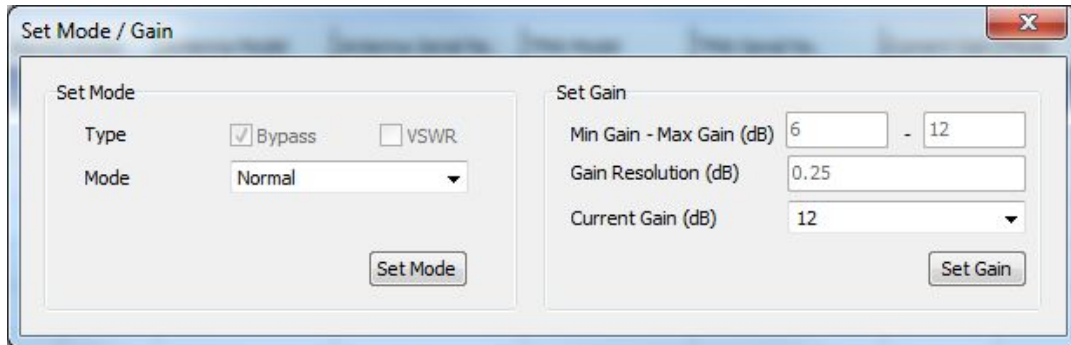 Set Mode / Gain
Set Mode
Type Bypass VSWR
Mode Normal
Set Mode
Set Gain
Min Gain - Max Gain (dB) 6 - 12
Gain Resolution (dB) 0.25
Current Gain (dB) 12
Set Gain